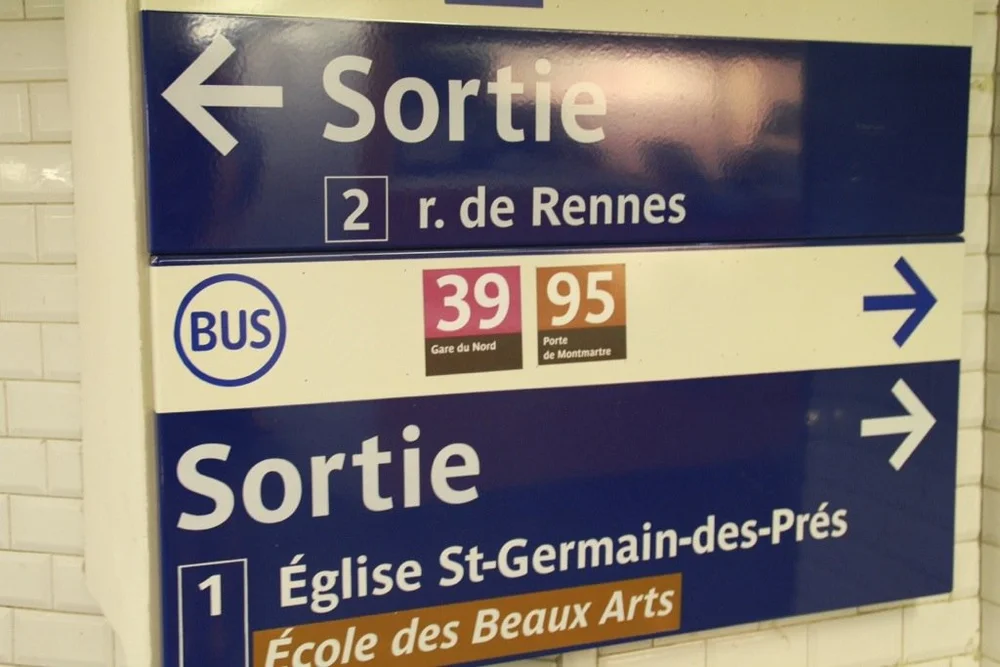 Sortie
2 r. de Rennes
BUS 39 95
Gare du Nord
Porte
de Montmartre
Sortie
1 Église St-Germain-des-Prés
École des Beaux Arts